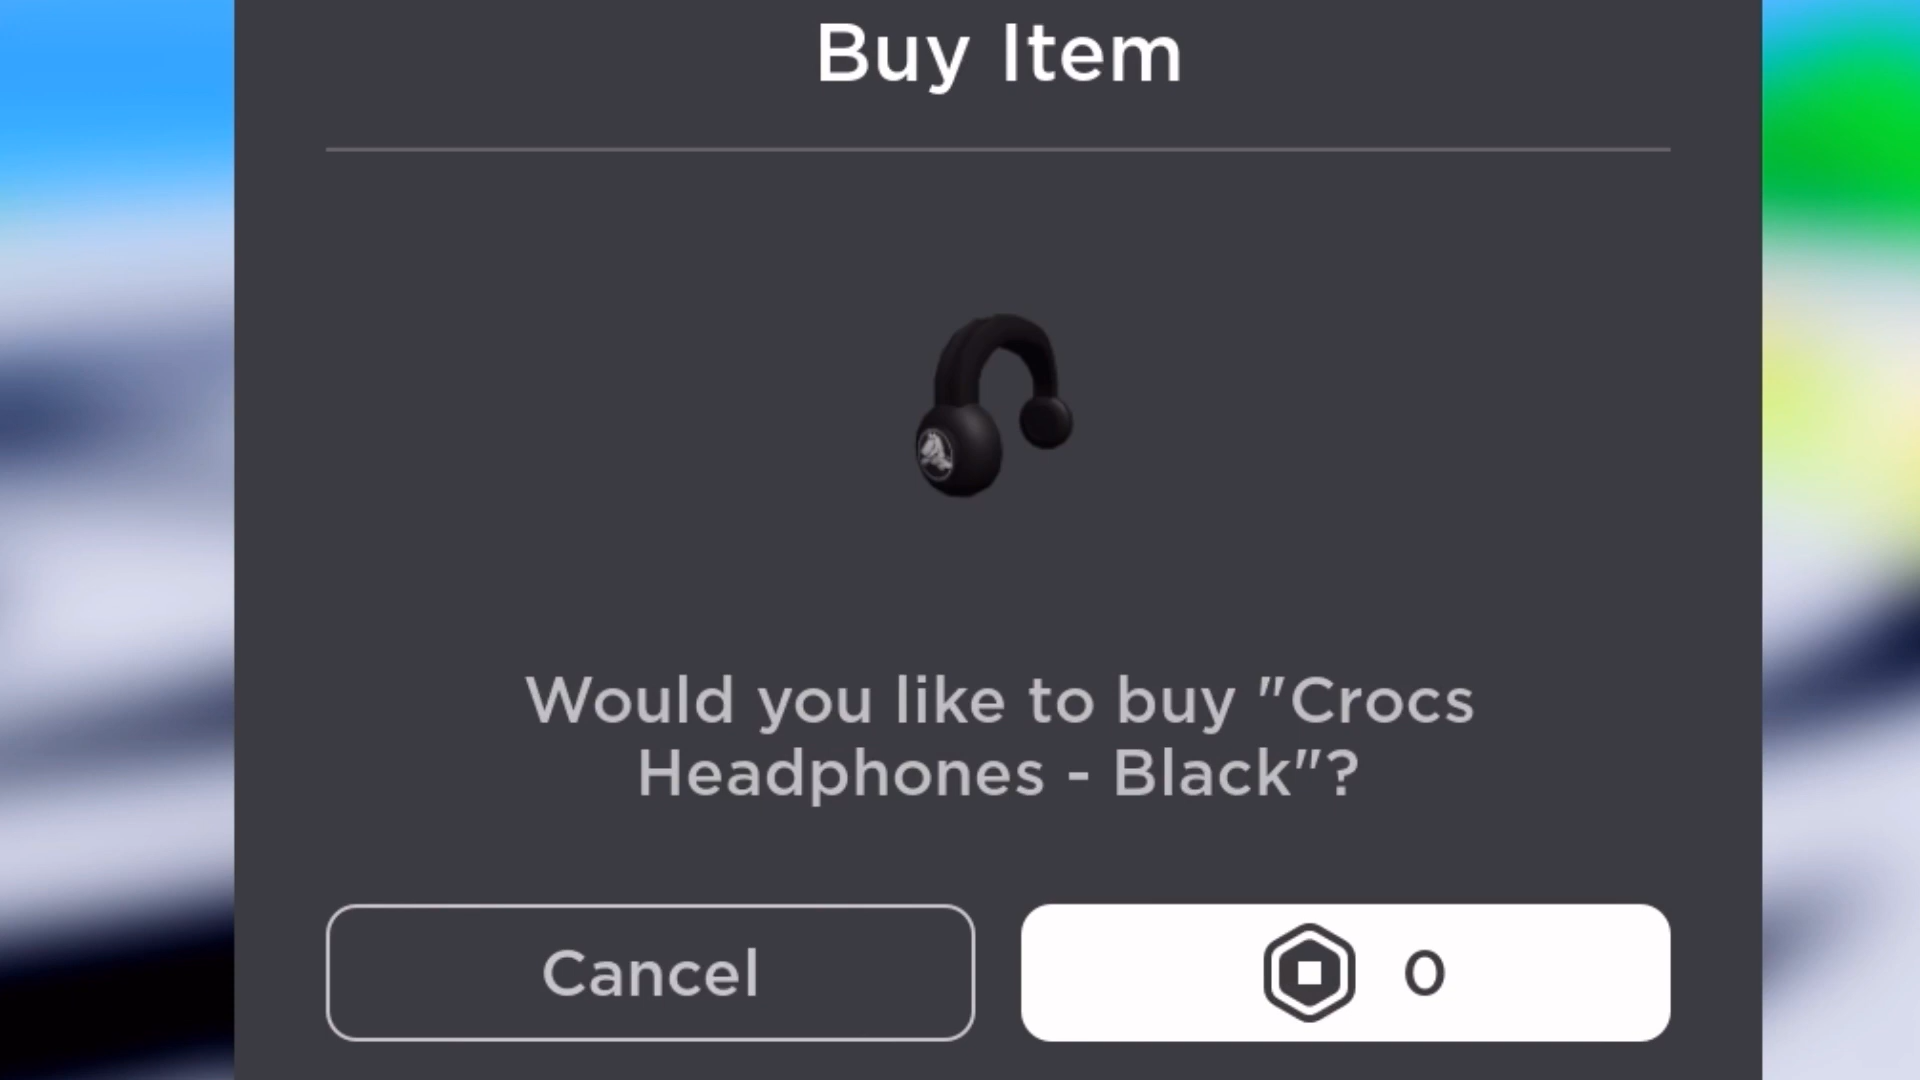 Buy Item
Would you like to buy "Crocs
Headphones - Black"?
Cancel
0